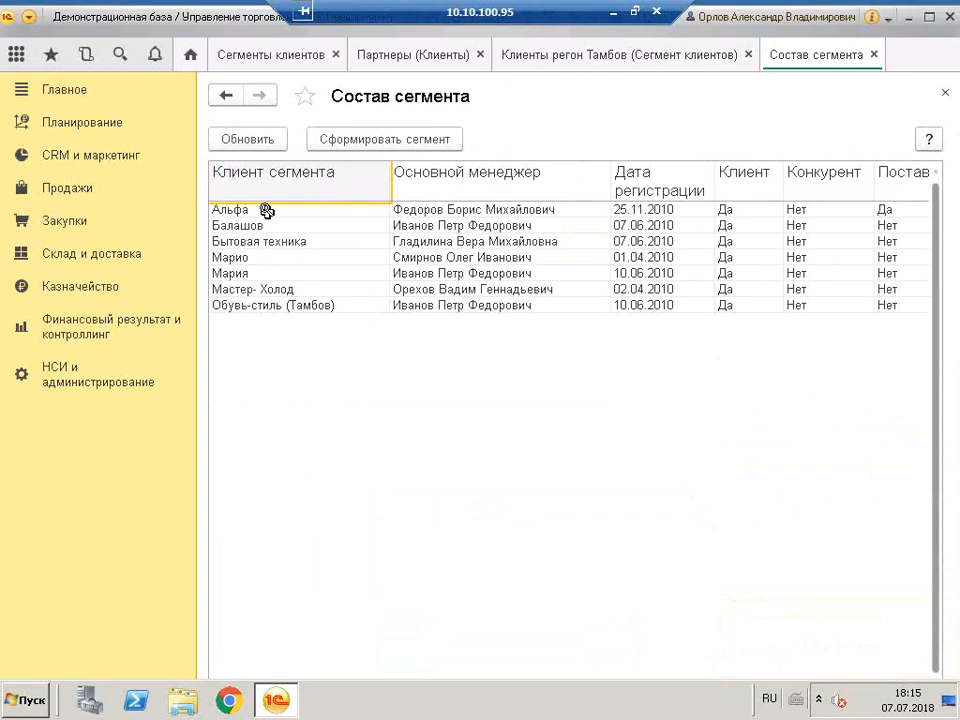 Демонстрационная база / Управление торговл
10.10.100.95
Орлов Александр Владимирович
Сегменты клиентов ×
Партнеры (Клиенты) ×
Клиенты регон Тамбов (Сегмент клиентов) ×
Состав сегмента ×
Главное
Планирование
CRM и маркетинг
Продажи
Закупки
Склад и доставка
Казначейство
Финансовый результат и
контроллинг
НСИ и
администрирование
Состав сегмента
Обновить
Сформировать сегмент
?
Клиент сегмента Основной менеджер Дата регистрации Клиент Конкурент Постав
Альфа Федоров Борис Михайлович 25.11.2010 Да Нет Да
Балашов Иванов Петр Федорович 07.06.2010 Да Нет Нет
Бытовая техника Гладилина Вера Михайловна 07.06.2010 Да Нет Нет
Марио Смирнов Олег Иванович 01.04.2010 Да Нет Нет
Мария Иванов Петр Федорович 10.06.2010 Да Нет Нет
Мастер- Холод Орехов Вадим Геннадьевич 02.04.2010 Да Нет Нет
Обувь-стиль (Тамбов) Иванов Петр Федорович 10.06.2010 Да Нет Нет
Пуск
RU
18:15
07.07.2018